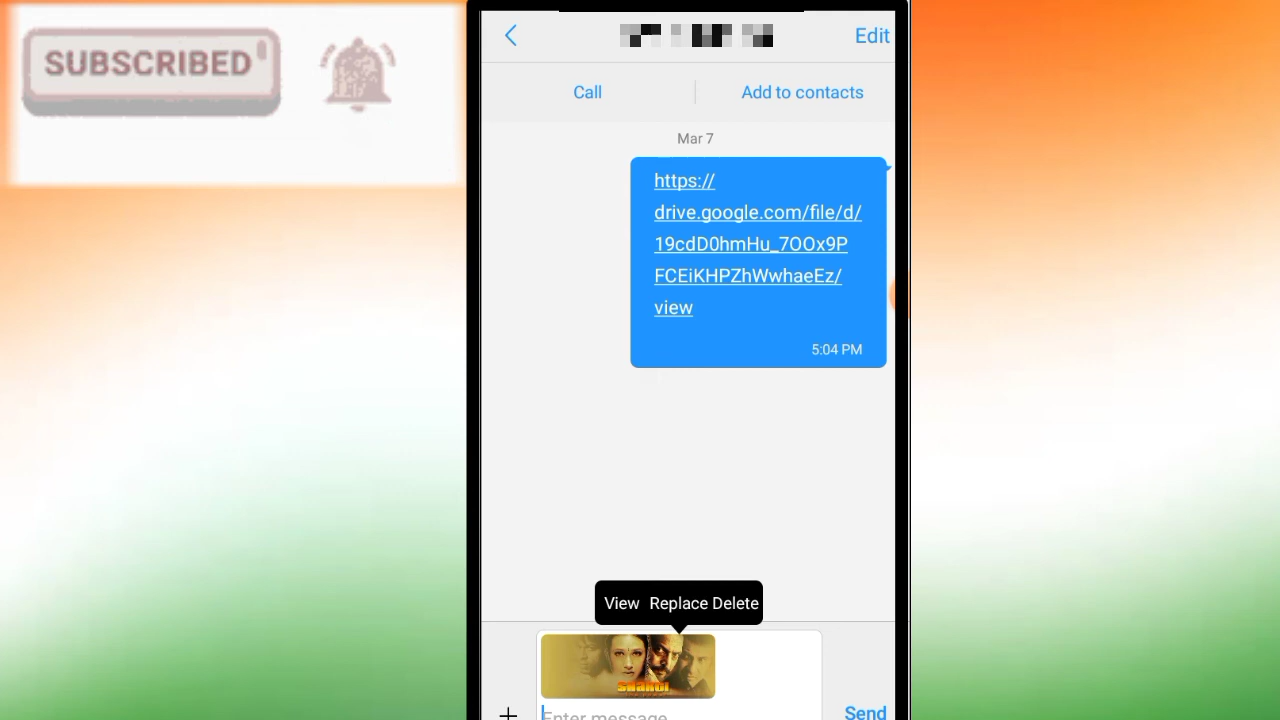 SUBSCRIBED
Edit
Call
Add to contacts
Mar 7
https://
drive.google.com/file/d/
19cdD0hmHu_7OOx9P
FCEiKHPZhWwhaeEz/
view
5:04 PM
View Replace Delete
SHAKTI
Enter message
Send